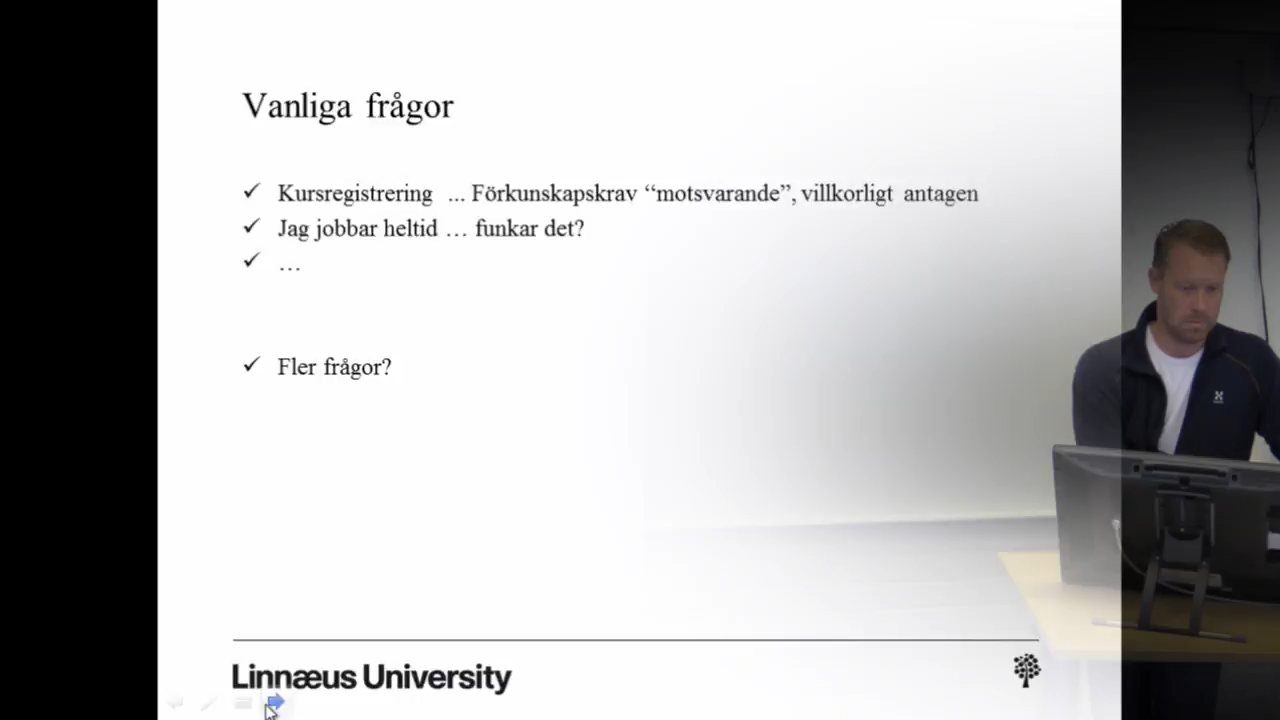 Vanliga frågor
Kursregistrering ... Förkunskapskrav “motsvarande”, villkorligt antagen
Jag jobbar heltid … funkar det?
…
Fler frågor?
Linnæus University